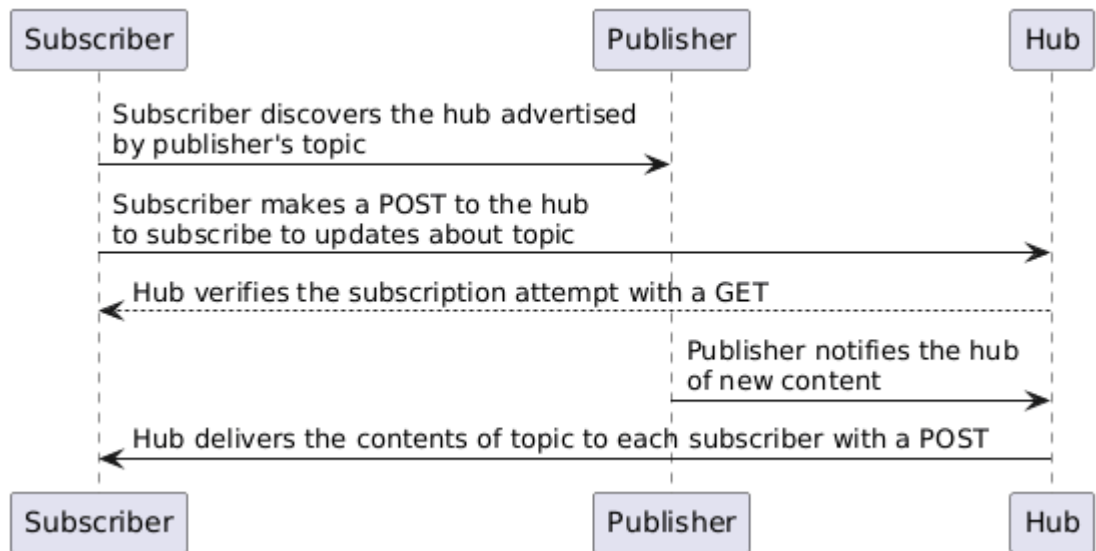 Subscriber
Publisher
Hub
Subscriber discovers the hub advertised
by publisher's topic
Subscriber makes a POST to the hub
to subscribe to updates about topic
Hub verifies the subscription attempt with a GET
Publisher notifies the hub
of new content
Hub delivers the contents of topic to each subscriber with a POST
Subscriber
Publisher
Hub